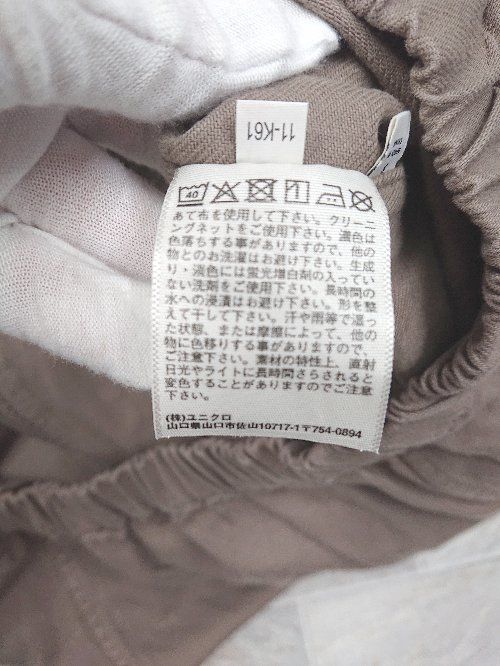 11-K61
40
あて布を使用して下さい。クリーニ
ングネットをご使用下さい。濃色は
色落ちする事がありますので、他の
物とのお洗濯はお避け下さい。生成
り・淡色には蛍光増白剤の入ってい
ない洗剤をご使用下さい。長時間の
水への浸漬はお避け下さい。形を整
えて干して下さい。汗や雨等で湿っ
た状態、または摩擦によって、他の
物に色移りする事がありますので、
ご注意下さい。素材の特性上、直射
日光やライトに長時間さらされると
変色することがありますのでご注意
下さい。
(株)ユニクロ
山口県山口市佐山10717-1〒754-0894